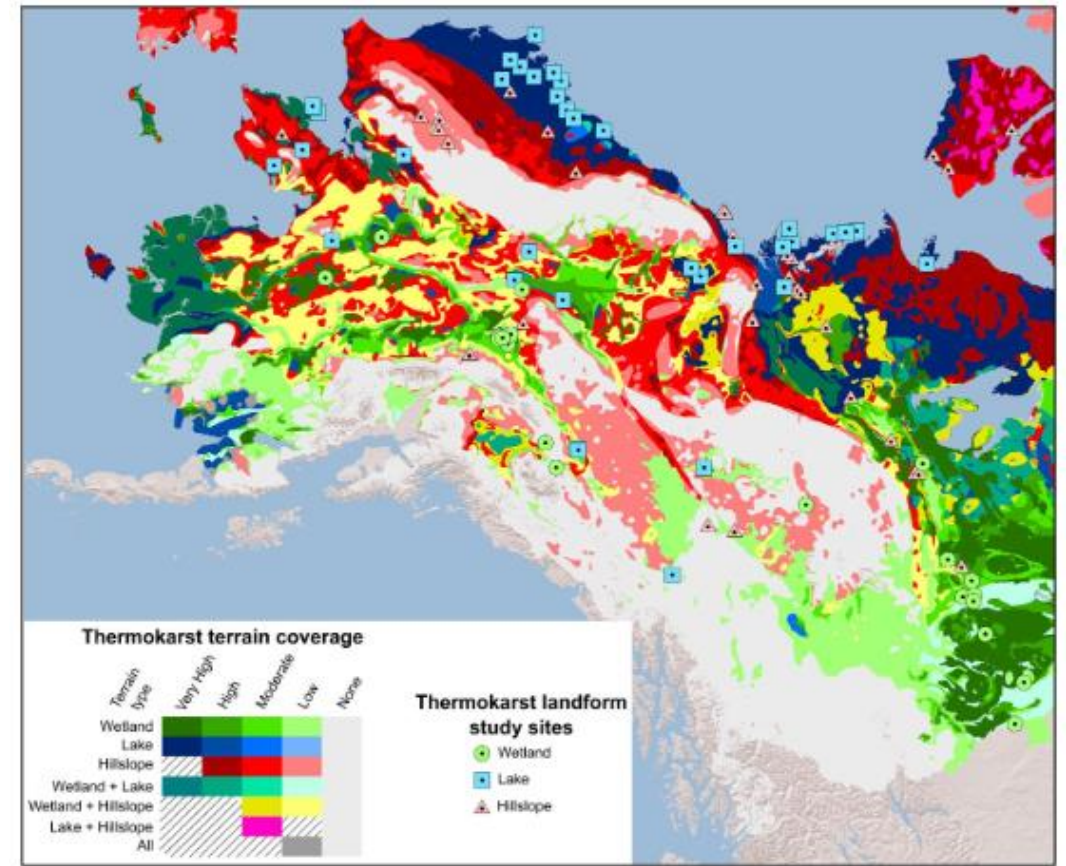 Thermokarst terrain coverage
Terrain
type
Very High
High
Moderate
Low
None
Wetland
Lake
Hillslope
Wetland + Lake
Wetland + Hillslope
Lake + Hillslope
All
Thermokarst landform
study sites
Wetland
Lake
Hillslope